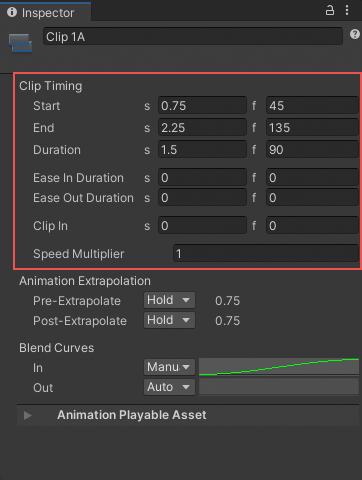 Inspector
Clip 1A
Clip Timing
Start s 0.75 f 45
End s 2.25 f 135
Duration s 1.5 f 90
Ease In Duration s 0 f 0
Ease Out Duration s 0 f 0
Clip In s 0 f 0
Speed Multiplier 1
Animation Extrapolation
Pre-Extrapolate Hold 0.75
Post-Extrapolate Hold 0.75
Blend Curves
In Manu
Out Auto
Animation Playable Asset